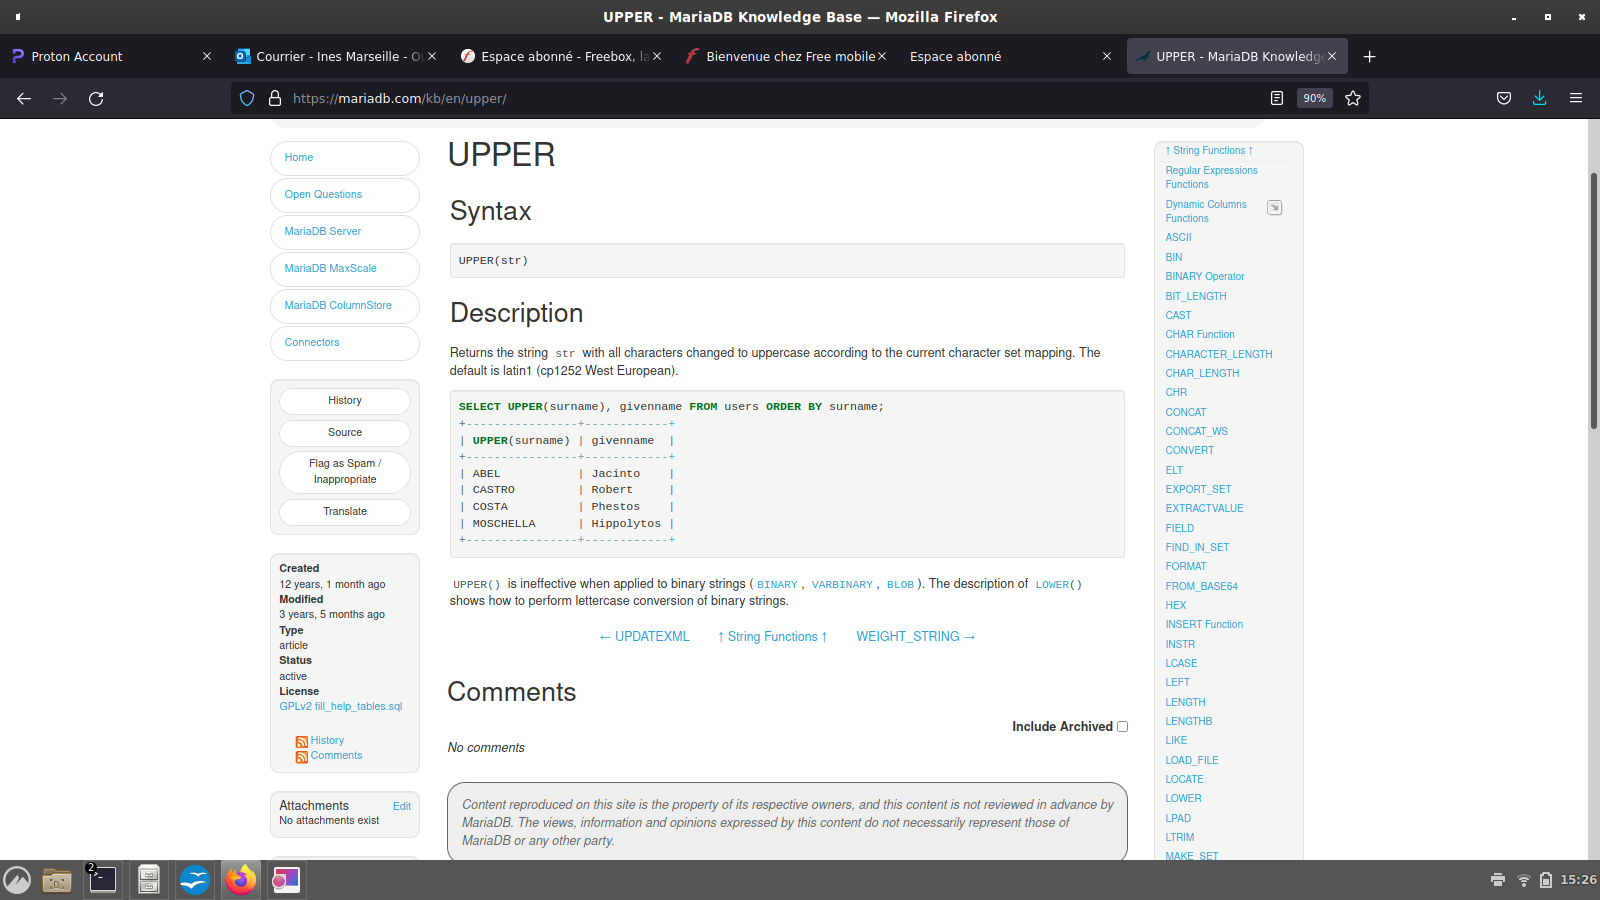 UPPER - MariaDB Knowledge Base — Mozilla Firefox
Proton Account
Courrier - Ines Marseille - O
Espace abonné - Freebox, la
Bienvenue chez Free mobile
Espace abonné
UPPER - MariaDB Knowledge
https://mariadb.com/kb/en/upper/
90%
Home
Open Questions
MariaDB Server
MariaDB MaxScale
MariaDB ColumnStore
Connectors
History
Source
Flag as Spam /
Inappropriate
Translate
Created
12 years, 1 month ago
Modified
3 years, 5 months ago
Type
article
Status
active
License
GPLv2 fill_help_tables.sql
History
Comments
Attachments
Edit
No attachments exist
UPPER
Syntax
UPPER(str)
Description
Returns the string str with all characters changed to uppercase according to the current character set mapping. The
default is latin1 (cp1252 West European).
SELECT UPPER(surname), givenname FROM users ORDER BY surname;
+----------------+------------+
| UPPER(surname) | givenname  |
+----------------+------------+
| ABEL           | Jacinto    |
| CASTRO         | Robert     |
| COSTA          | Phestos    |
| MOSCHELLA      | Hippolytos |
+----------------+------------+
UPPER() is ineffective when applied to binary strings (BINARY, VARBINARY, BLOB). The description of LOWER()
shows how to perform lettercase conversion of binary strings.
← UPDATEXML
↑ String Functions ↑
WEIGHT_STRING →
Comments
Include Archived
No comments
Content reproduced on this site is the property of its respective owners, and this content is not reviewed in advance by
MariaDB. The views, information and opinions expressed by this content do not necessarily represent those of
MariaDB or any other party.
↑ String Functions ↑
Regular Expressions
Functions
Dynamic Columns
Functions
ASCII
BIN
BINARY Operator
BIT_LENGTH
CAST
CHAR Function
CHARACTER_LENGTH
CHAR_LENGTH
CHR
CONCAT
CONCAT_WS
CONVERT
ELT
EXPORT_SET
EXTRACTVALUE
FIELD
FIND_IN_SET
FORMAT
FROM_BASE64
HEX
INSERT Function
INSTR
LCASE
LEFT
LENGTH
LENGTHB
LIKE
LOAD_FILE
LOCATE
LOWER
LPAD
LTRIM
MAKE_SET
2
15:26